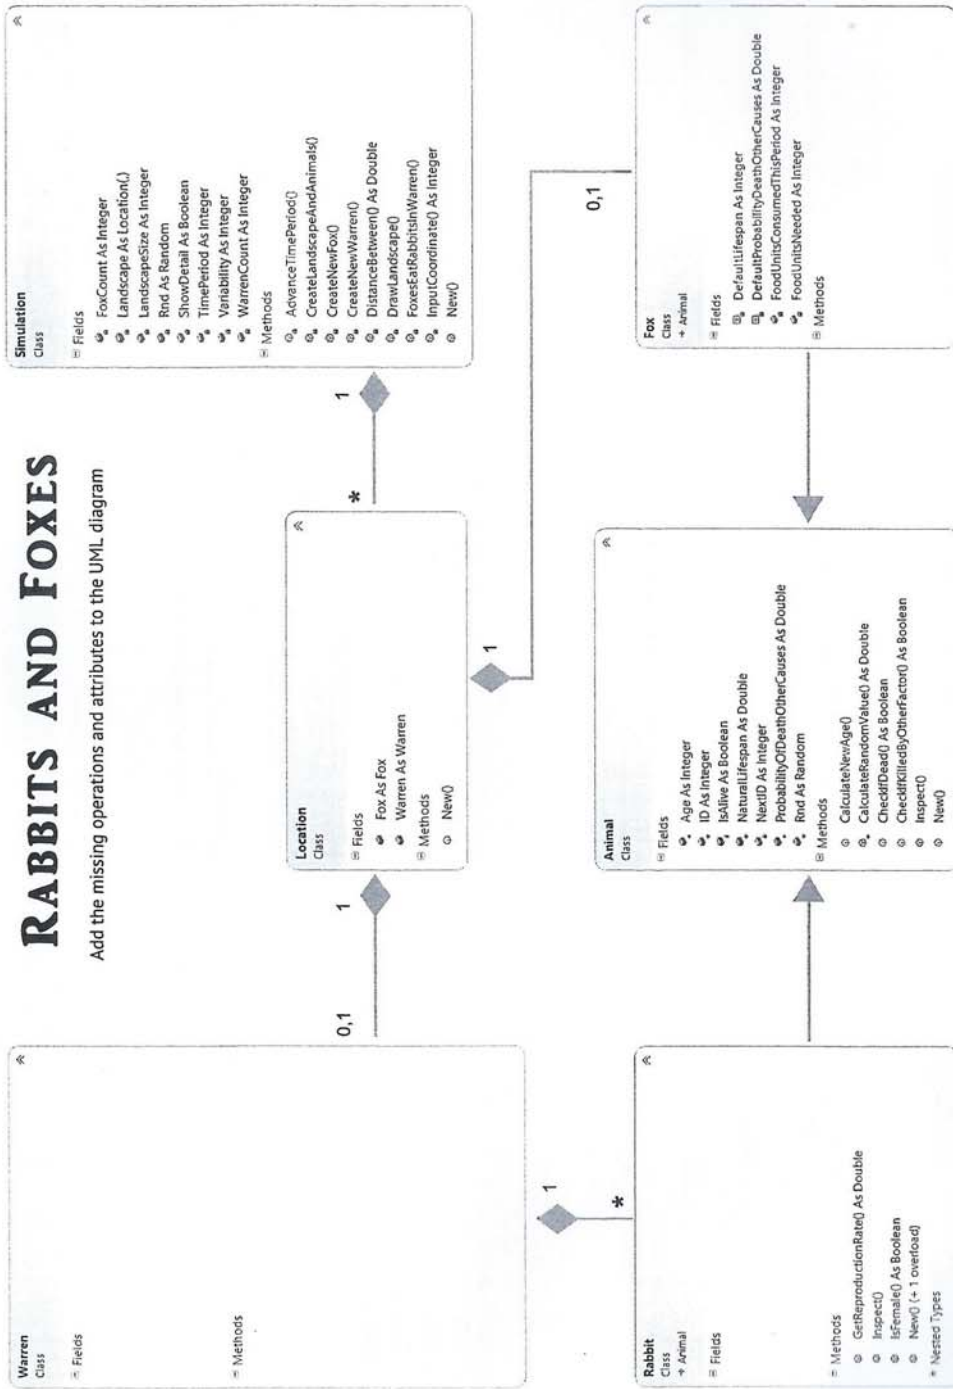 RABBITS AND FOXES
Add the missing operations and attributes to the UML diagram
Warren
Class
Fields
Methods
0,1
1
Location
Class
Fields
Fox As Fox
Warren As Warren
Methods
New()
*
1
Simulation
Class
Fields
FoxCount As Integer
Landscape As Location(,)
LandscapeSize As Integer
Rnd As Random
ShowDetail As Boolean
TimePeriod As Integer
Variability As Integer
WarrenCount As Integer
Methods
AdvanceTimePeriod()
CreateLandscapeAndAnimals()
CreateNewFox()
CreateNewWarren()
DistanceBetween() As Double
DrawLandscape()
FoxesEatRabbitsInWarren()
InputCoordinate() As Integer
New()
1
*
1
0,1
Rabbit
Class
→ Animal
Fields
Methods
GetReproductionRate() As Double
Inspect()
IsFemale() As Boolean
New() (+ 1 overload)
Nested Types
Animal
Class
Fields
Age As Integer
ID As Integer
IsAlive As Boolean
NaturalLifespan As Double
NextID As Integer
ProbabilityOfDeathOtherCauses As Double
Rnd As Random
Methods
CalculateNewAge()
CalculateRandomValue() As Double
CheckIfDead() As Boolean
CheckIfKilledByOtherFactor() As Boolean
Inspect()
New()
Fox
Class
→ Animal
Fields
DefaultLifespan As Integer
DefaultProbabilityDeathOtherCauses As Double
FoodUnitsConsumedThisPeriod As Integer
FoodUnitsNeeded As Integer
Methods